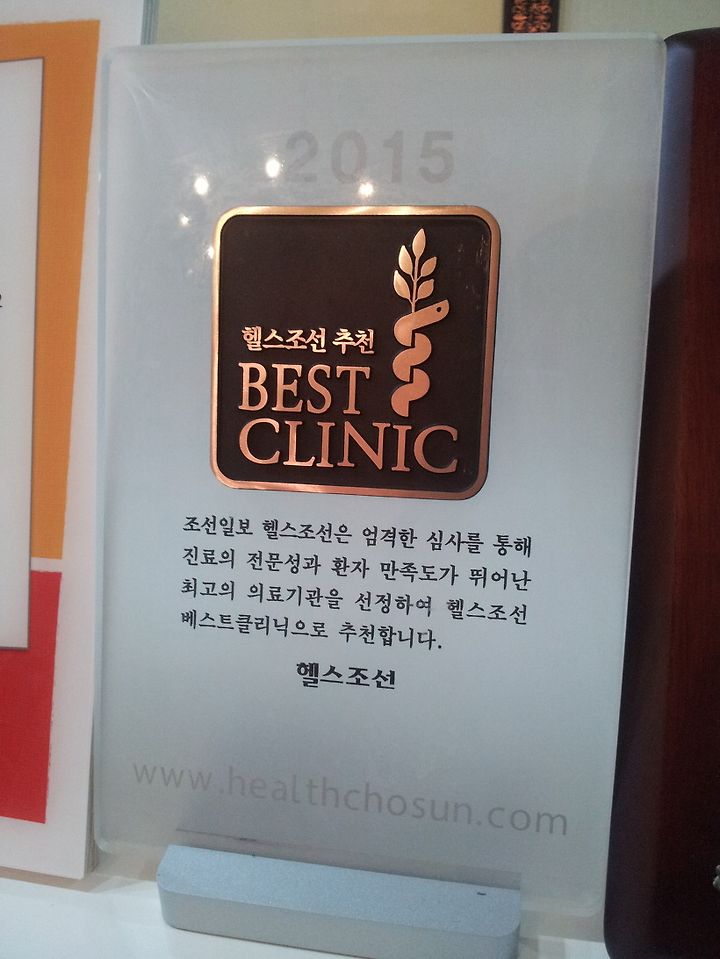 2015
헬스조선 추천
BEST
CLINIC
조선일보 헬스조선은 엄격한 심사를 통해
진료의 전문성과 환자 만족도가 뛰어난
최고의 의료기관을 선정하여 헬스조선
베스트클리닉으로 추천합니다.
헬스조선
www.healthchosun.com